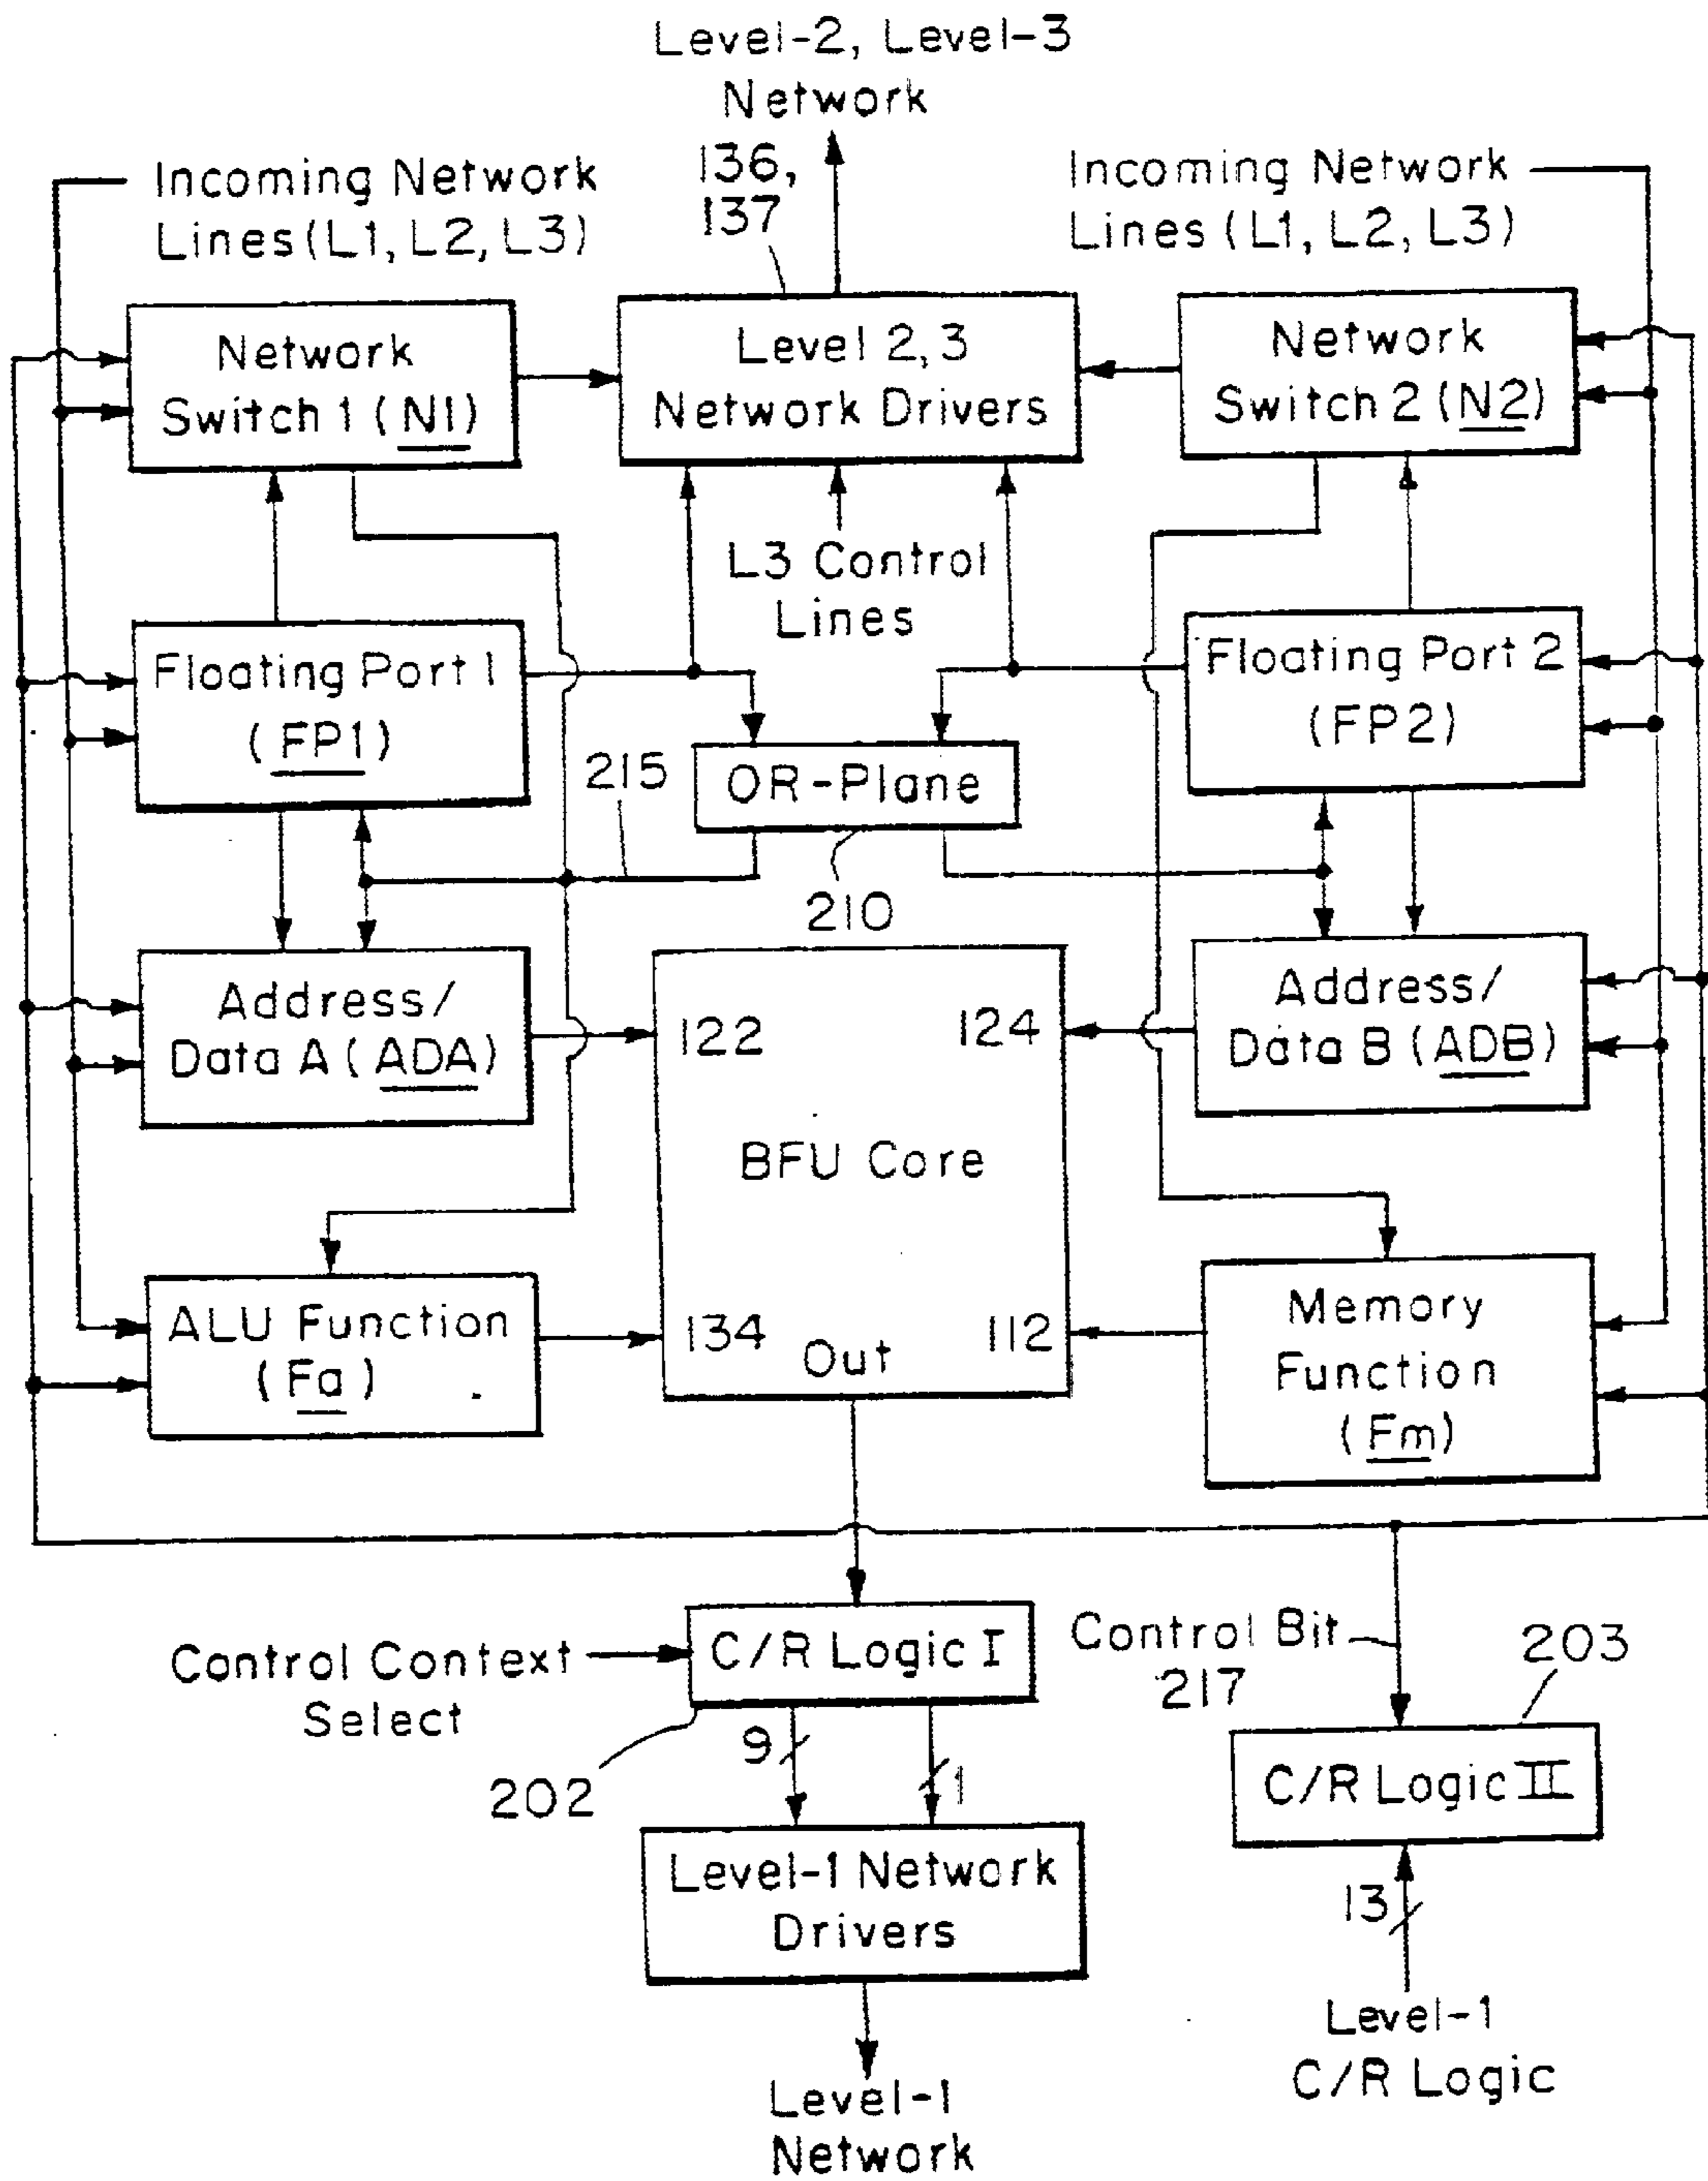 Level-2, Level-3
Network
136,
137
Incoming Network
Lines (L1, L2, L3)
Incoming Network
Lines (L1, L2, L3)
Network
Switch 1 (N1)
Level 2, 3
Network Drivers
Network
Switch 2 (N2)
L3 Control
Lines
Floating Port 1
(FP1)
Floating Port 2
(FP2)
215
OR-Plane
210
Address/
Data A (ADA)
122
124
Address/
Data B (ADB)
BFU Core
ALU Function
(Fa)
134
Out
112
Memory
Function
(Fm)
Control Context
Select
C/R Logic I
Control Bit
217
203
9
1
202
C/R Logic II
Level-1 Network
Drivers
13
Level-1
C/R Logic
Level-1
Network